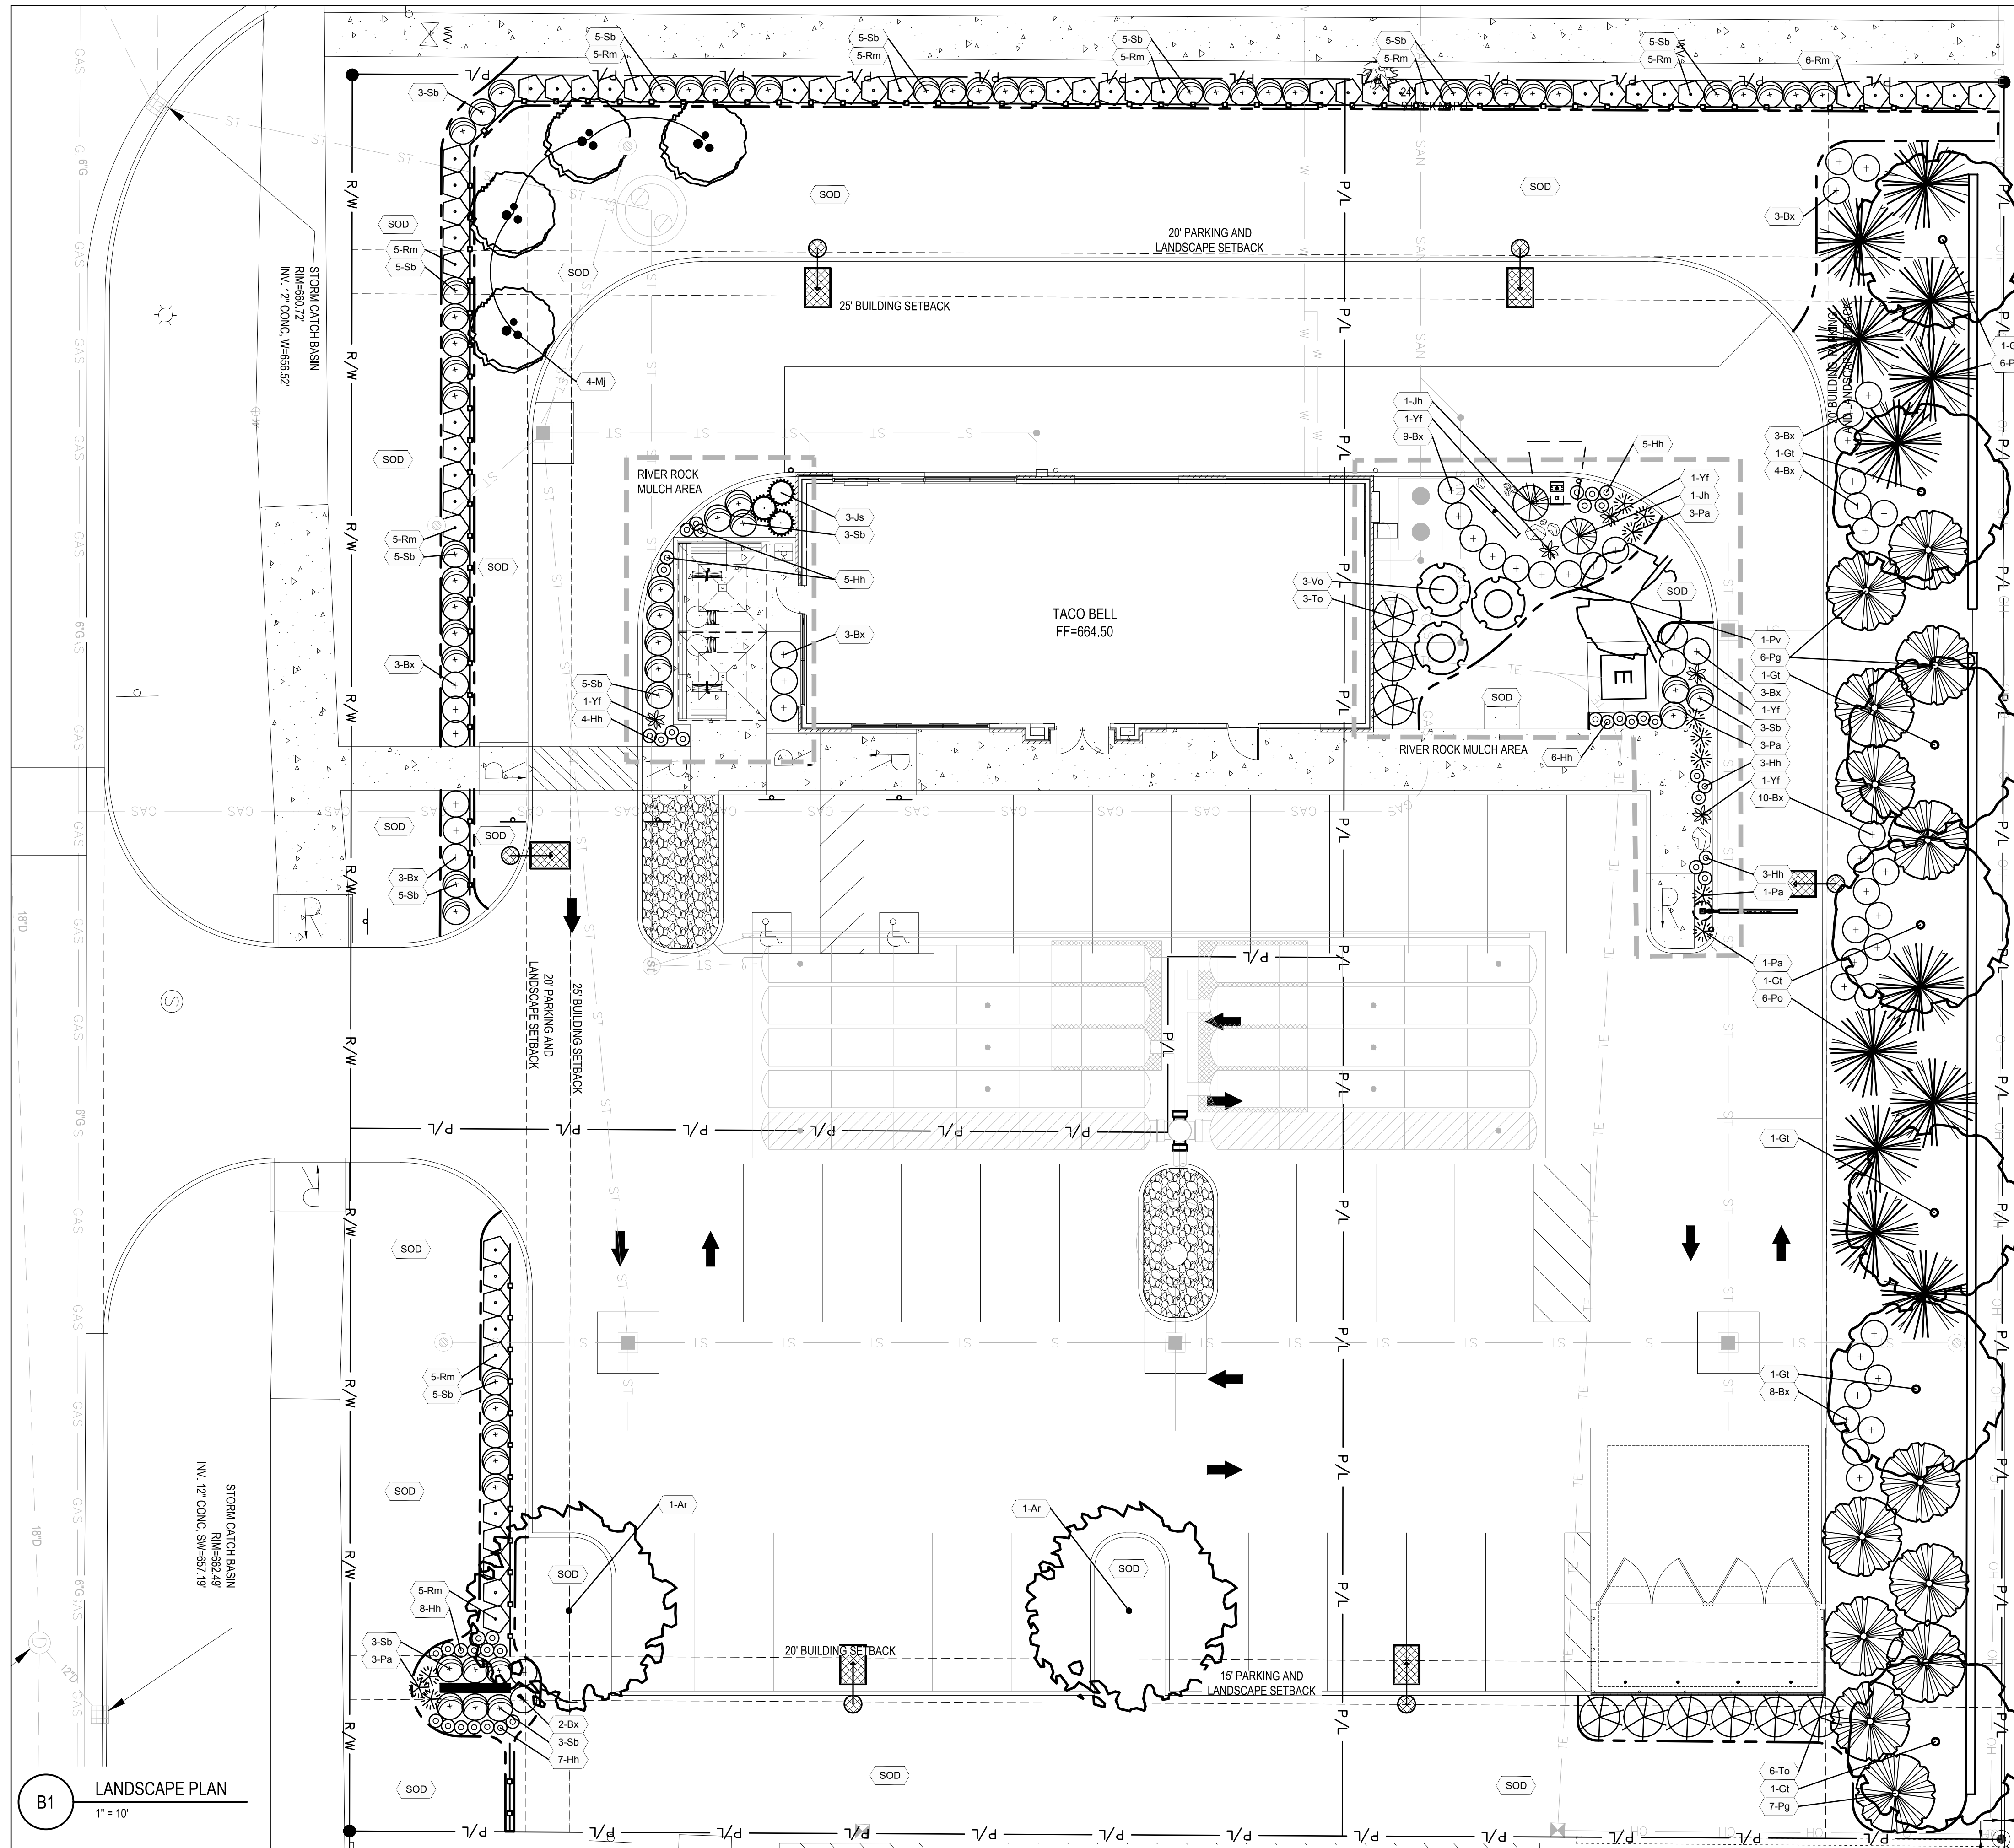 5-Sb
5-Rm
5-Sb
5-Rm
5-Sb
5-Rm
5-Sb
5-Rm
5-Sb
5-Rm
6-Rm
3-Sb
24"
SILVER MAPLE
SOD
SOD
SOD
SOD
5-Rm
5-Sb
3-Bx
20' PARKING AND
LANDSCAPE SETBACK
25' BUILDING SETBACK
STORM CATCH BASIN
RIM=660.72'
INV. 12" CONC, W=656.52'
4-Mj
20' BUILDING, PARKING
AND LANDSCAPE SETBACK
1-Jh
1-Yf
9-Bx
5-Hh
3-Bx
1-Gt
4-Bx
SOD
RIVER ROCK
MULCH AREA
1-Yf
1-Jh
3-Pa
3-Js
3-Sb
5-Rm
5-Sb
SOD
5-Hh
3-Vo
3-To
SOD
TACO BELL
FF=664.50
3-Bx
3-Bx
5-Sb
1-Yf
4-Hh
E
SOD
1-Pv
6-Pg
1-Gt
3-Bx
1-Yf
3-Sb
3-Pa
3-Hh
1-Yf
10-Bx
RIVER ROCK MULCH AREA
6-Hh
SOD
SOD
3-Bx
5-Sb
3-Hh
1-Pa
1-Pa
1-Gt
6-Po
20' PARKING AND
LANDSCAPE SETBACK
25' BUILDING SETBACK
1-Gt
SOD
5-Rm
5-Sb
1-Gt
8-Bx
SOD
1-Ar
1-Ar
SOD
SOD
STORM CATCH BASIN
RIM=662.49'
INV. 12" CONC, SW=657.19'
5-Rm
8-Hh
3-Sb
3-Pa
20' BUILDING SETBACK
15' PARKING AND
LANDSCAPE SETBACK
2-Bx
3-Sb
7-Hh
SOD
SOD
SOD
6-To
1-Gt
7-Pg
B1
LANDSCAPE PLAN
1" = 10'